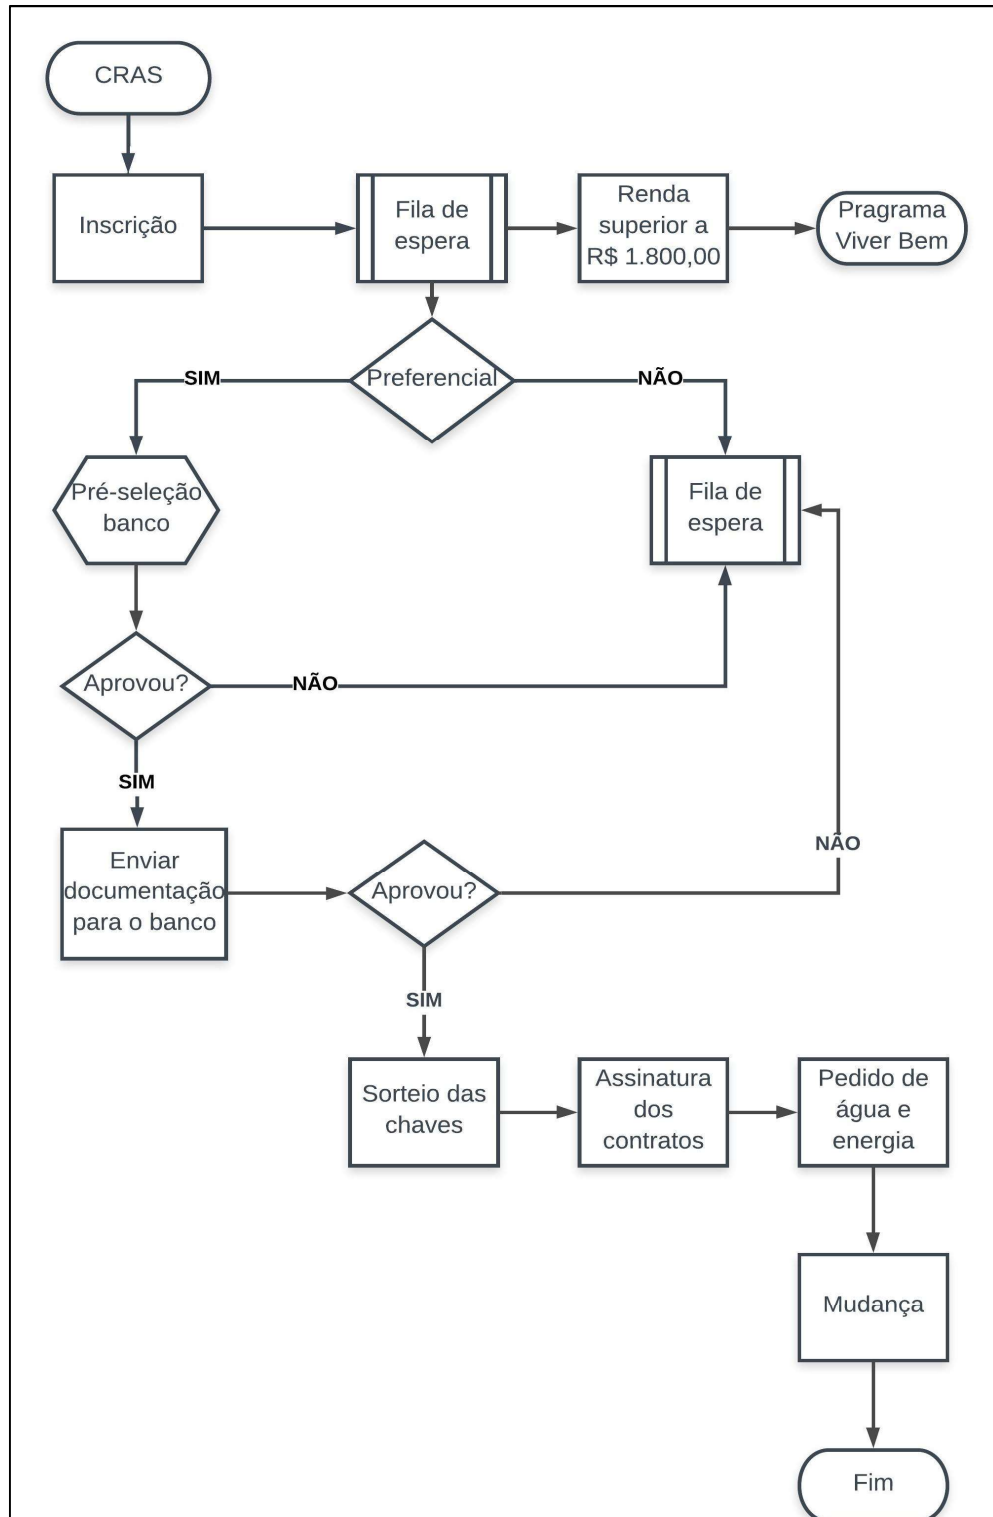 CRAS
Inscrição
Fila de
espera
Renda
superior a
R$ 1.800,00
Pragrama
Viver Bem
Preferencial
SIM
NÃO
Pré-seleção
banco
Fila de
espera
Aprovou?
NÃO
SIM
Enviar
documentação
para o banco
Aprovou?
NÃO
SIM
Sorteio das
chaves
Assinatura
dos
contratos
Pedido de
água e
energia
Mudança
Fim